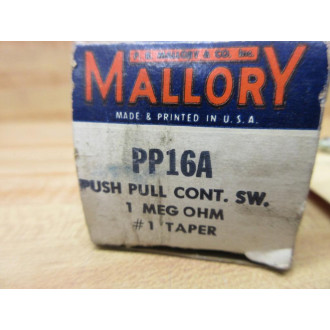 P. R. MALLORY & CO. Inc.
MALLORY
MADE & PRINTED IN U.S.A.
PP16A
PUSH PULL CONT. SW.
1 MEG OHM
#1 TAPER